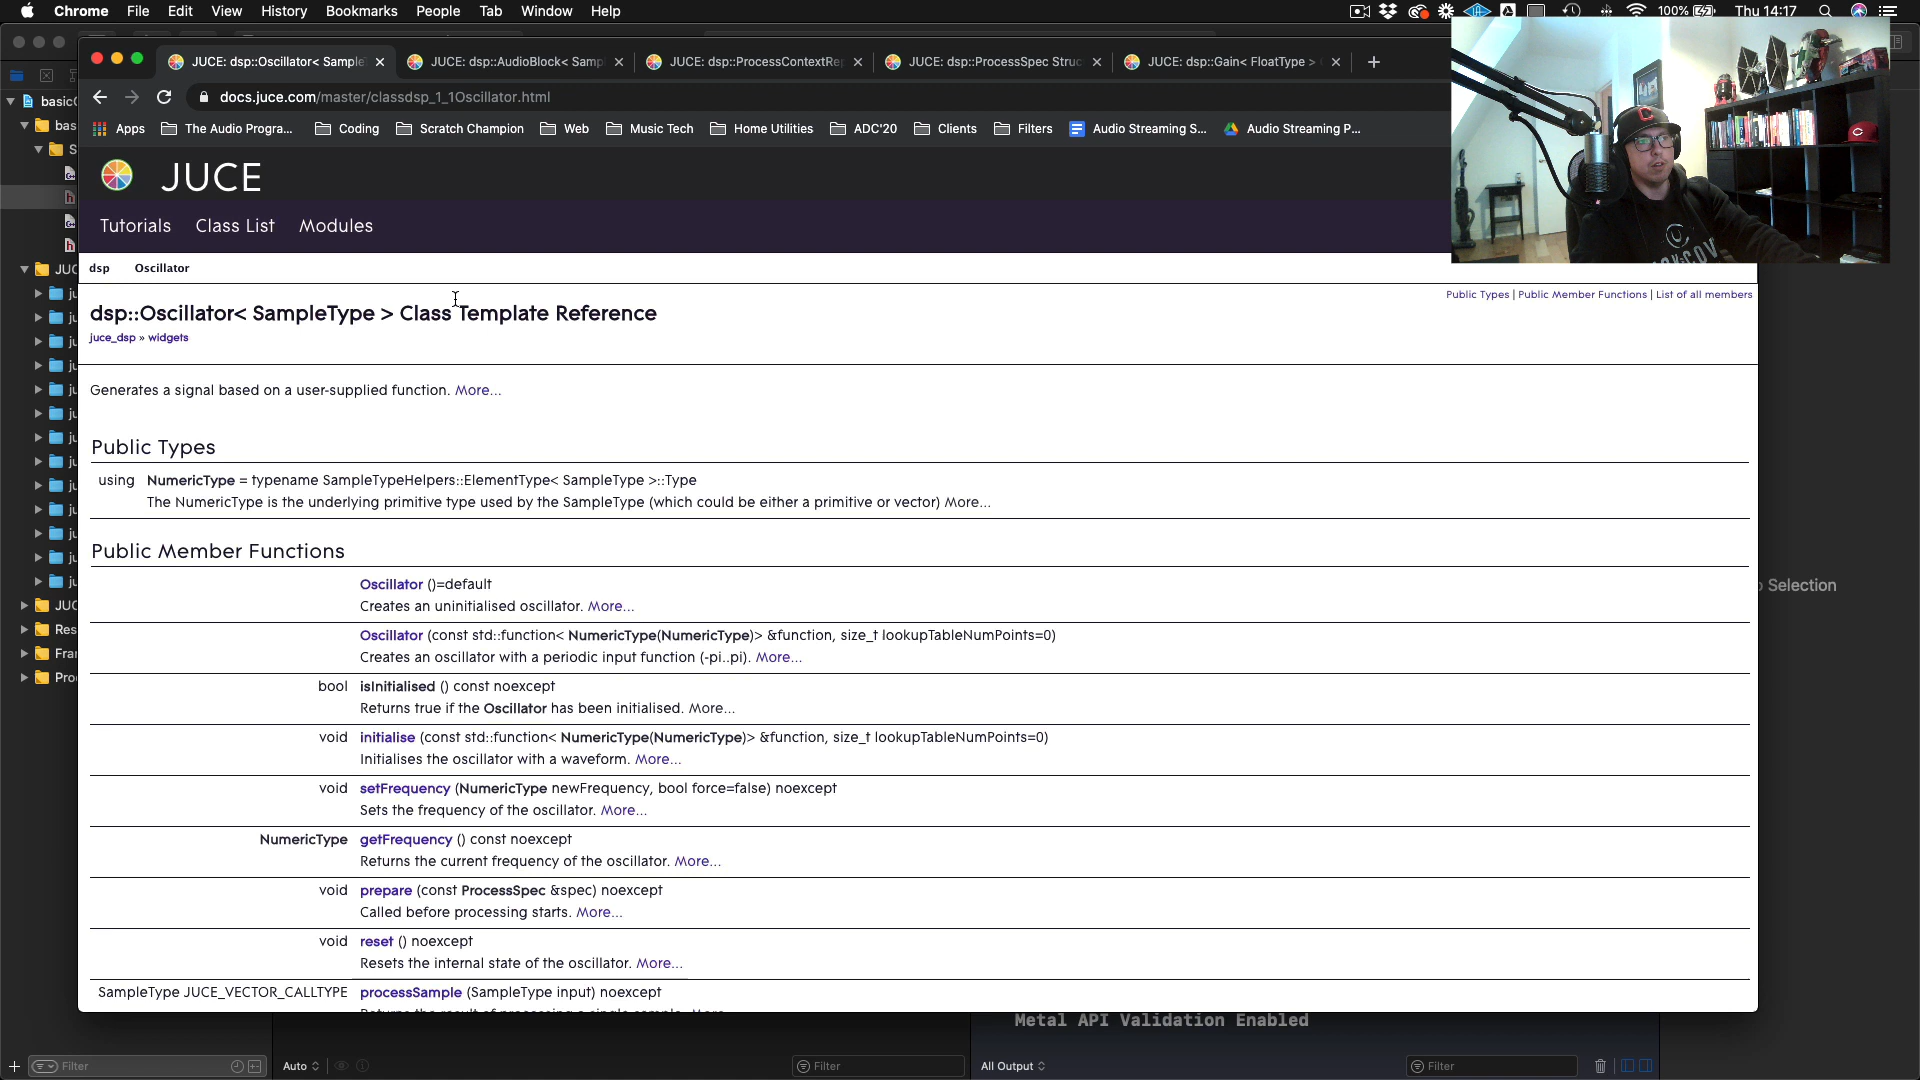 Chrome File Edit View History Bookmarks People Tab Window Help
100% Thu 14:17
JUCE: dsp::Oscillator< Sample
JUCE: dsp::AudioBlock< Samp
JUCE: dsp::ProcessContextRe
JUCE: dsp::ProcessSpec Struc
JUCE: dsp::Gain< FloatType >
docs.juce.com/master/classdsp_1_1Oscillator.html
Apps The Audio Progra... Coding Scratch Champion Web Music Tech Home Utilities ADC'20 Clients Filters Audio Streaming S... Audio Streaming P...
JUCE
Tutorials Class List Modules
dsp Oscillator
Public Types | Public Member Functions | List of all members
dsp::Oscillator< SampleType > Class Template Reference
juce_dsp » widgets
Generates a signal based on a user-supplied function. More...
Public Types
using NumericType = typename SampleTypeHelpers::ElementType< SampleType >::Type
The NumericType is the underlying primitive type used by the SampleType (which could be either a primitive or vector) More...
Public Member Functions
Oscillator ()=default
Creates an uninitialised oscillator. More...
Oscillator (const std::function< NumericType(NumericType)> &function, size_t lookupTableNumPoints=0)
Creates an oscillator with a periodic input function (-pi..pi). More...
bool isInitialised () const noexcept
Returns true if the Oscillator has been initialised. More...
void initialise (const std::function< NumericType(NumericType)> &function, size_t lookupTableNumPoints=0)
Initialises the oscillator with a waveform. More...
void setFrequency (NumericType newFrequency, bool force=false) noexcept
Sets the frequency of the oscillator. More...
NumericType getFrequency () const noexcept
Returns the current frequency of the oscillator. More...
void prepare (const ProcessSpec &spec) noexcept
Called before processing starts. More...
void reset () noexcept
Resets the internal state of the oscillator. More...
SampleType JUCE_VECTOR_CALLTYPE processSample (SampleType input) noexcept
Selection
Metal API Validation Enabled
Filter Auto Filter All Output Filter